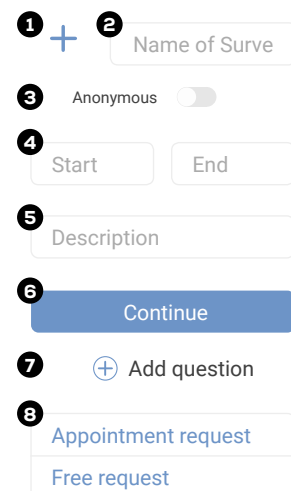 1 2 Name of Surve
3 Anonymous
4 Start End
5 Description
6 Continue
7 Add question
8 Appointment request
Free request